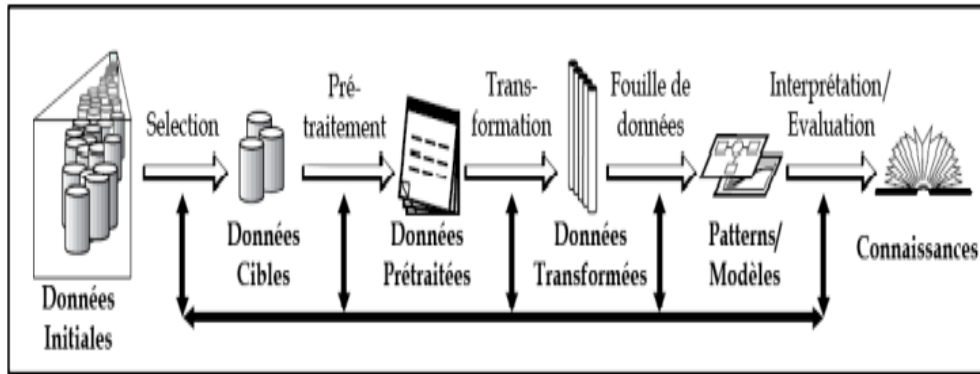 Selection
Pré-
traitement
Trans-
formation
Fouille de
données
Interprétation/
Evaluation
Données
Initiales
Données
Cibles
Données
Prétraitées
Données
Transformées
Patterns/
Modèles
Connaissances